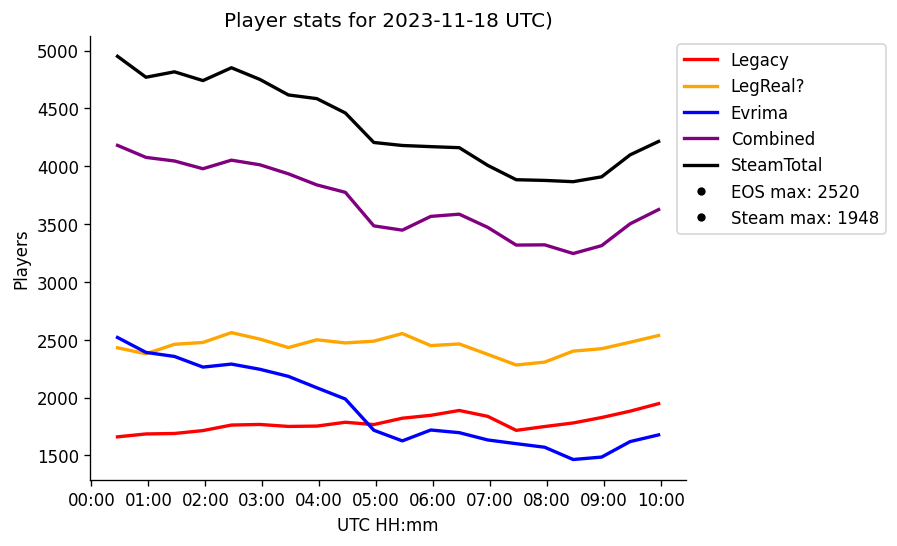 Player stats for 2023-11-18 UTC)
Players
5000
4500
4000
3500
3000
2500
2000
1500
00:00 01:00 02:00 03:00 04:00 05:00 06:00 07:00 08:00 09:00 10:00
UTC HH:mm
Legacy
LegReal?
Evrima
Combined
SteamTotal
EOS max: 2520
Steam max: 1948